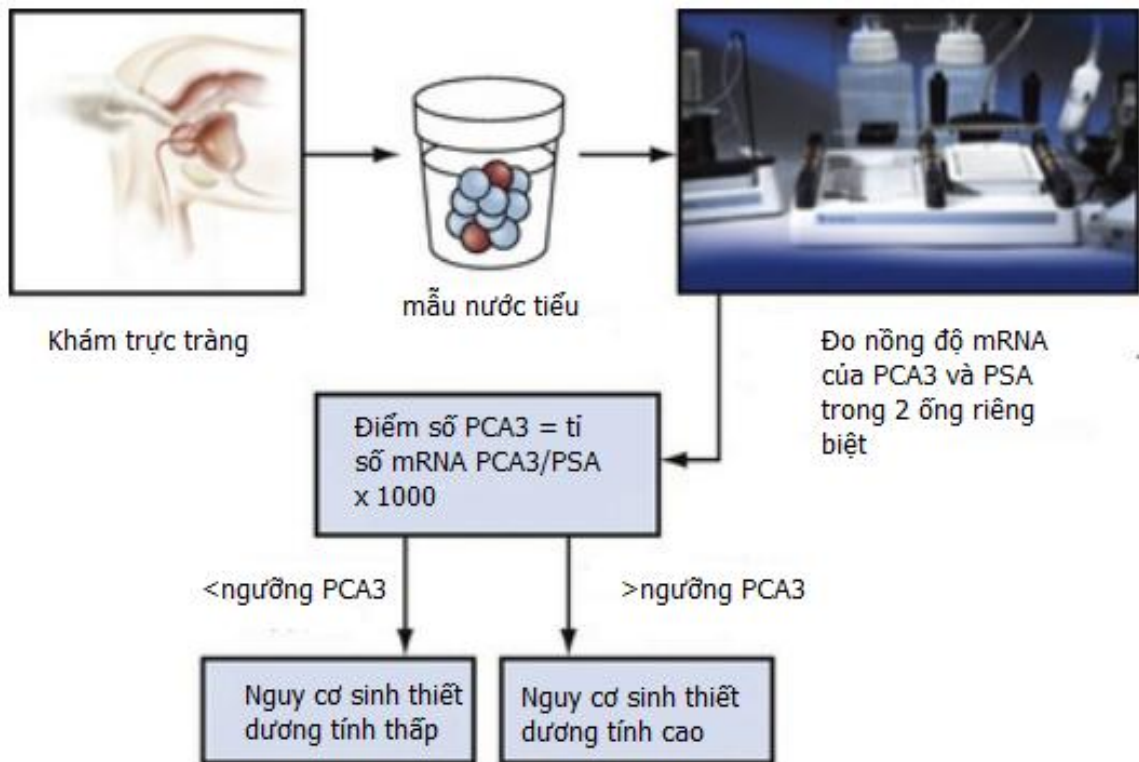 Khám trực tràng
mẫu nước tiểu
Đo nồng độ mRNA
của PCA3 và PSA
trong 2 ống riêng
biệt
Điểm số PCA3 = tỉ
số mRNA PCA3/PSA
x 1000
<ngưỡng PCA3
>ngưỡng PCA3
Nguy cơ sinh thiết
dương tính thấp
Nguy cơ sinh thiết
dương tính cao